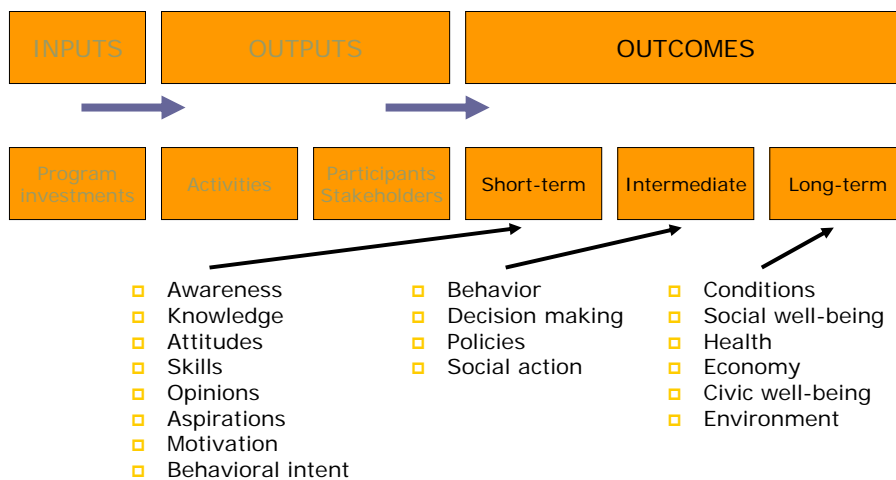 INPUTS
OUTPUTS
OUTCOMES
Program
investments
Activities
Participants
Stakeholders
Short-term
Intermediate
Long-term
Awareness
Knowledge
Attitudes
Skills
Opinions
Aspirations
Motivation
Behavioral intent
Behavior
Decision making
Policies
Social action
Conditions
Social well-being
Health
Economy
Civic well-being
Environment